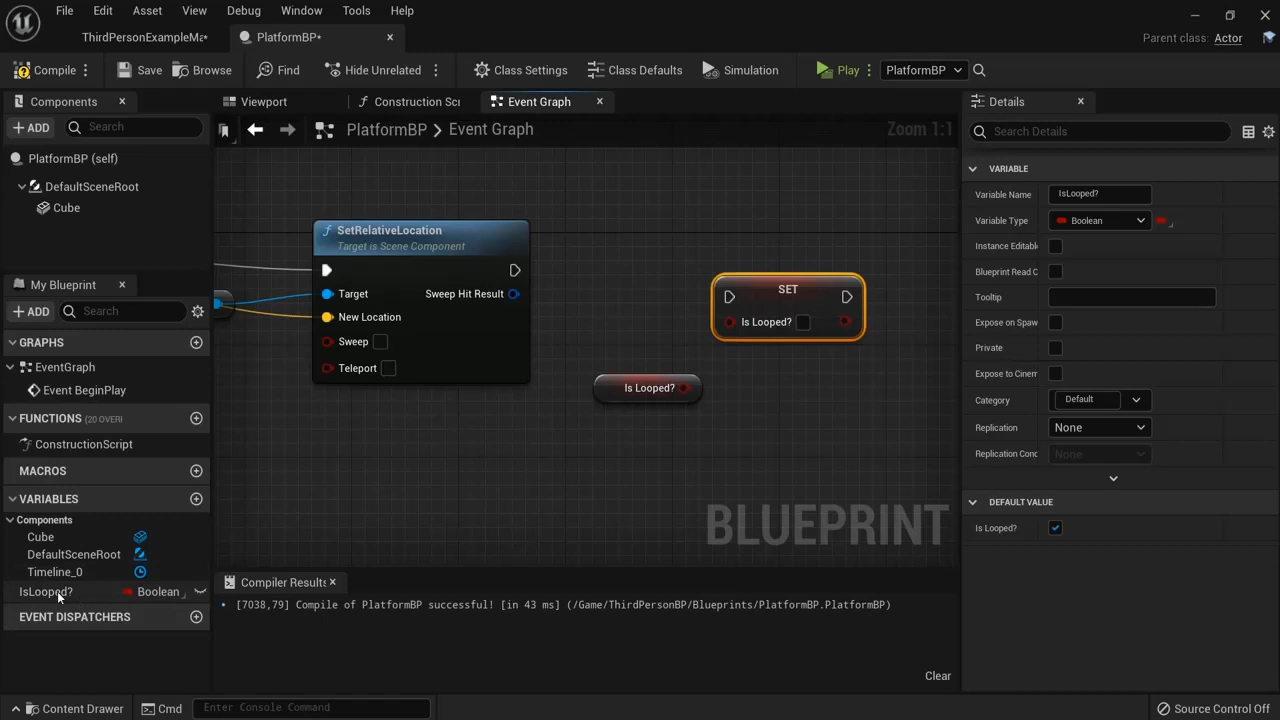 File Edit Asset View Debug Window Tools Help
ThirdPersonExampleMa* PlatformBP* Parent class: Actor
Compile Save Browse Find Hide Unrelated Class Settings Class Defaults Simulation Play PlatformBP
Components Viewport Construction Scri Event Graph Details
ADD Search PlatformBP > Event Graph Zoom 1:1 Search Details
PlatformBP (self)
DefaultSceneRoot
Cube
My Blueprint
ADD Search
GRAPHS
EventGraph
Event BeginPlay
FUNCTIONS (20 OVERI
ConstructionScript
MACROS
VARIABLES
Components
Cube
DefaultSceneRoot
Timeline_0
IsLooped? Boolean
EVENT DISPATCHERS
SetRelativeLocation
Target is Scene Component
Target Sweep Hit Result
New Location
Sweep
Teleport
SET
Is Looped?
Is Looped?
BLUEPRINT
VARIABLE
Variable Name IsLooped?
Variable Type Boolean
Instance Editable
Blueprint Read C
Tooltip
Expose on Spaw
Private
Expose to Cinem
Category Default
Replication None
Replication Conc None
DEFAULT VALUE
Is Looped?
Compiler Results
[7038,79] Compile of PlatformBP successful! [in 43 ms] (/Game/ThirdPersonBP/Blueprints/PlatformBP.PlatformBP)
Clear
Content Drawer Cmd Enter Console Command Source Control Off